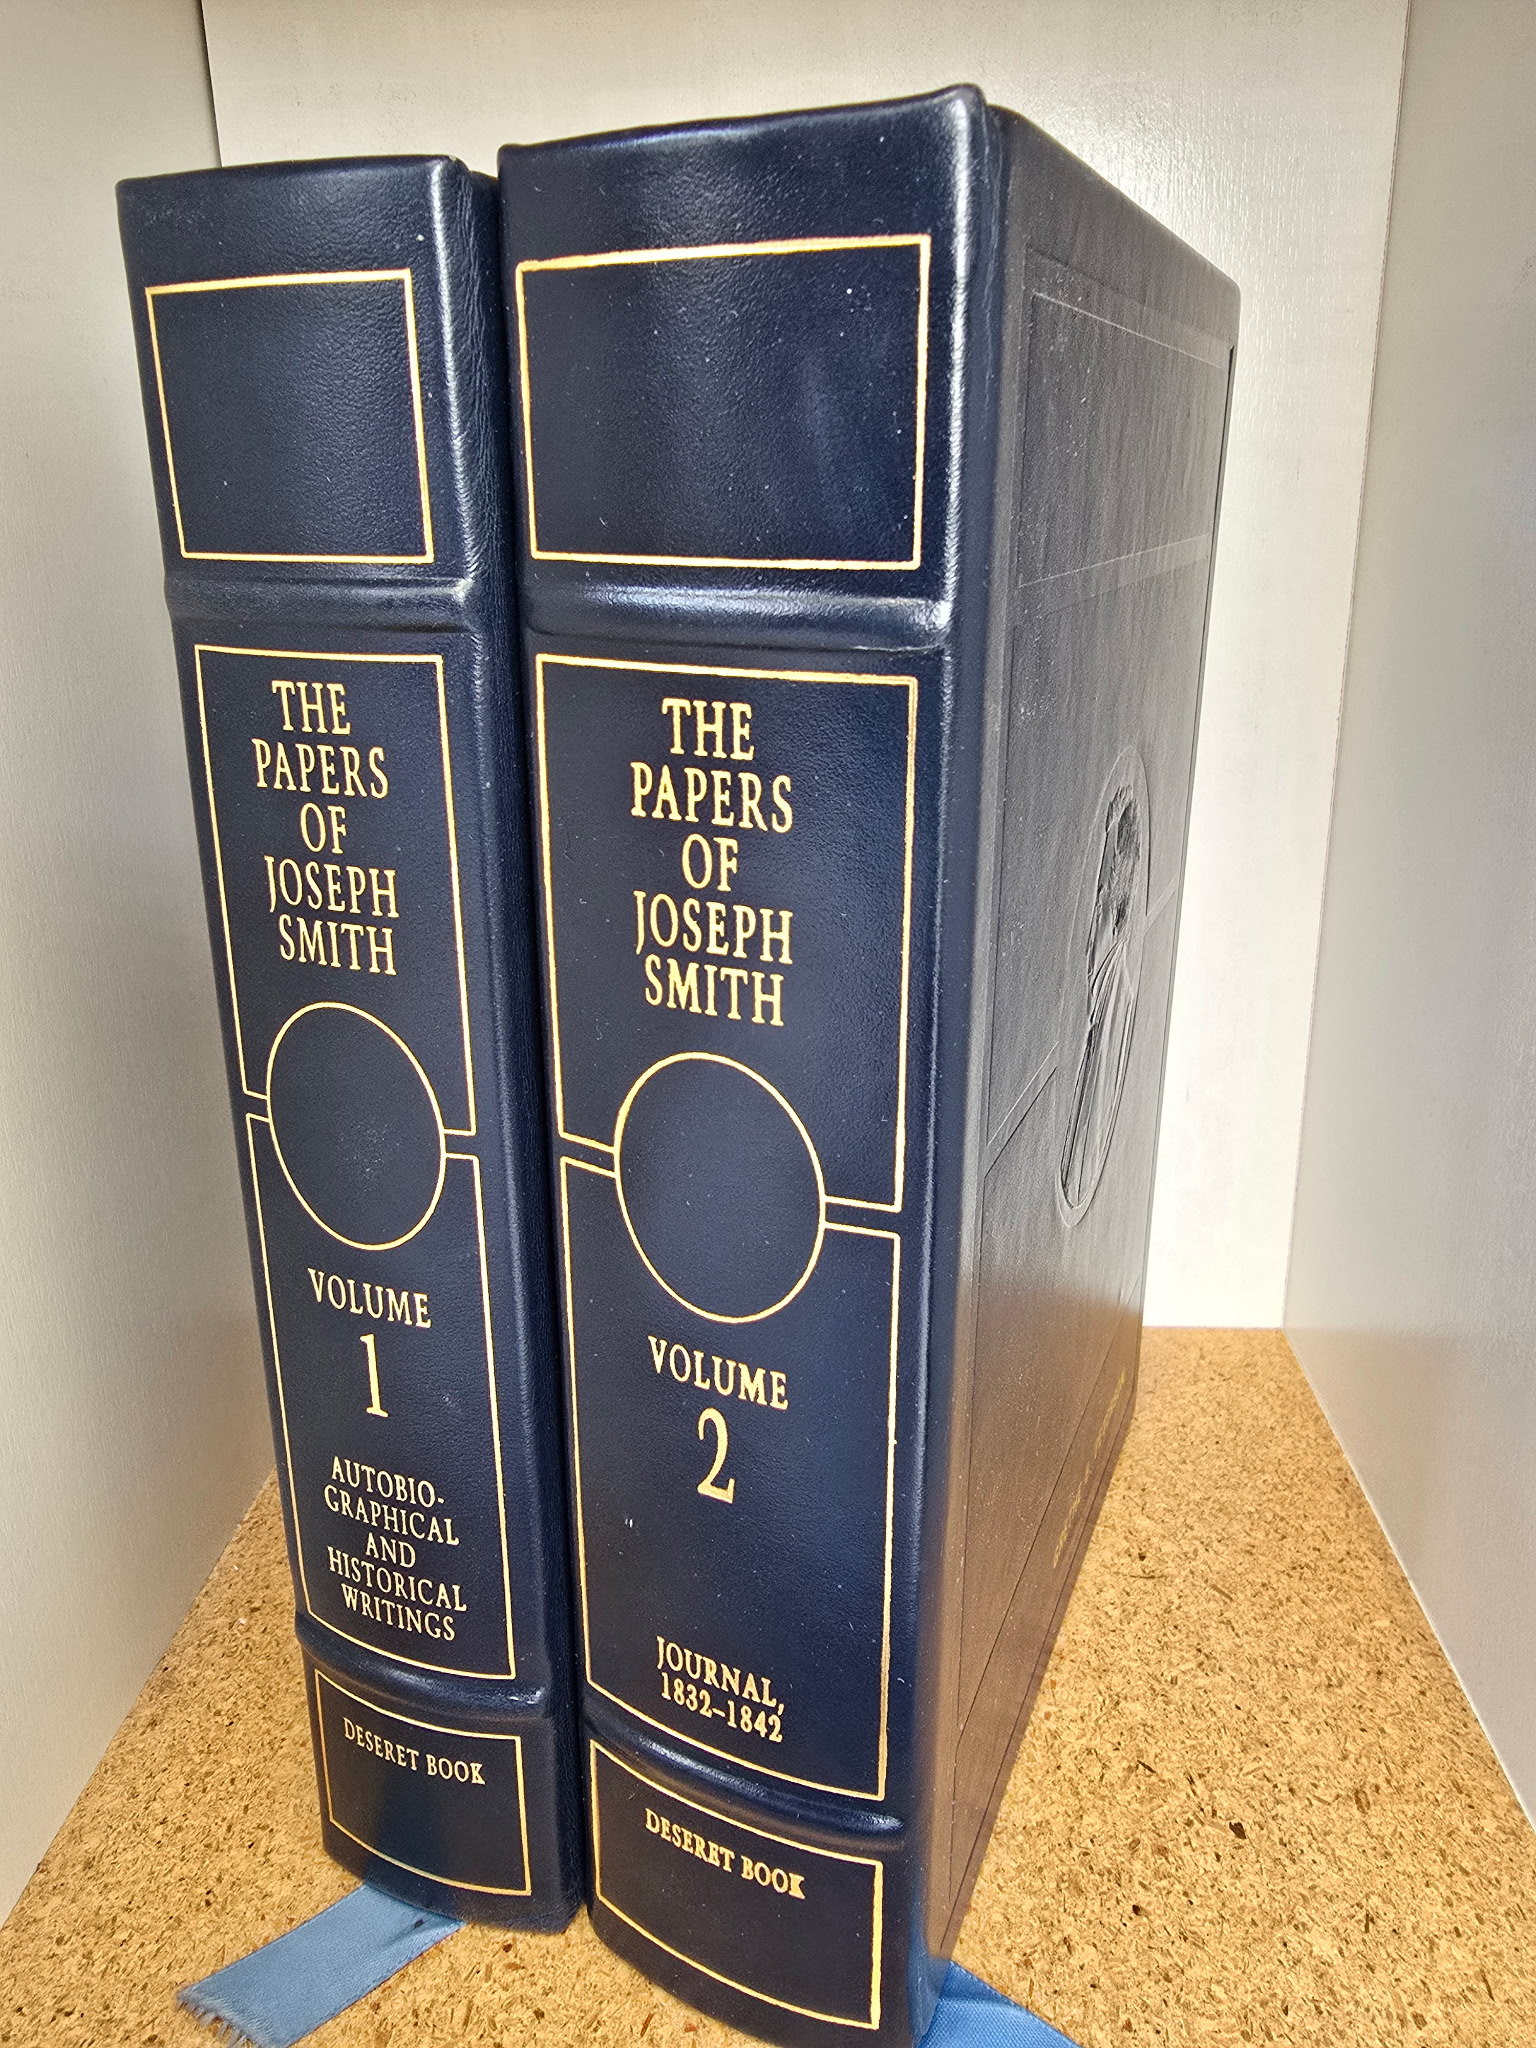 THE
PAPERS
OF
JOSEPH
SMITH
VOLUME
1
AUTOBIO-
GRAPHICAL
AND
HISTORICAL
WRITINGS
DESERET BOOK
THE
PAPERS
OF
JOSEPH
SMITH
VOLUME
2
JOURNAL,
1832–1842
DESERET BOOK